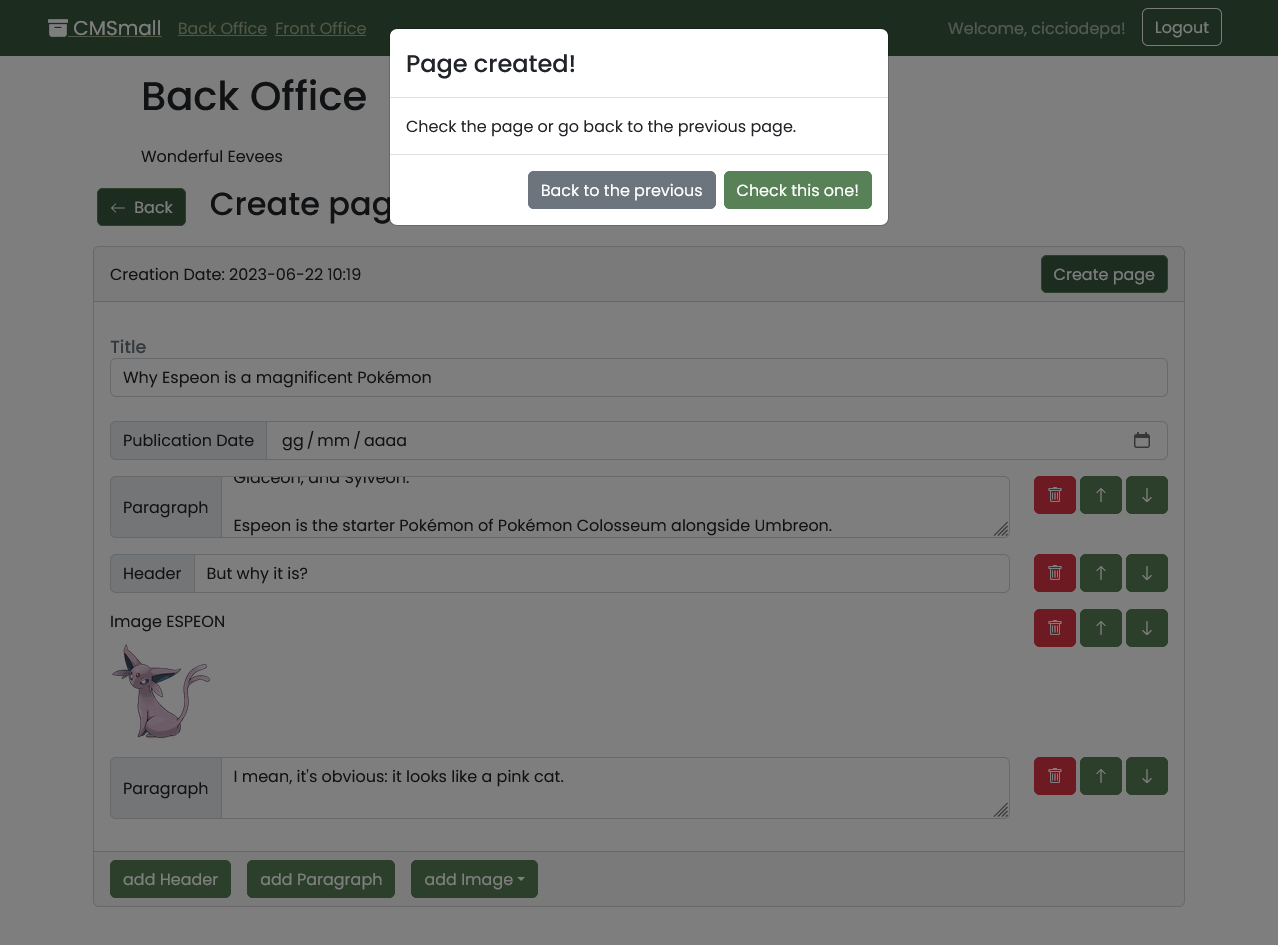 CMSmall Back Office Front Office Welcome, cicciodepa! Logout
Page created!
Check the page or go back to the previous page.
Back to the previous Check this one!
Back Office
Wonderful Eevees
← Back Create pag
Creation Date: 2023-06-22 10:19 Create page
Title
Why Espeon is a magnificent Pokémon
Publication Date gg/mm/aaaa
Glaceon, and Sylveon.
Paragraph
Espeon is the starter Pokémon of Pokémon Colosseum alongside Umbreon.
Header But why it is?
Image ESPEON
I mean, it's obvious: it looks like a pink cat.
Paragraph
add Header add Paragraph add Image